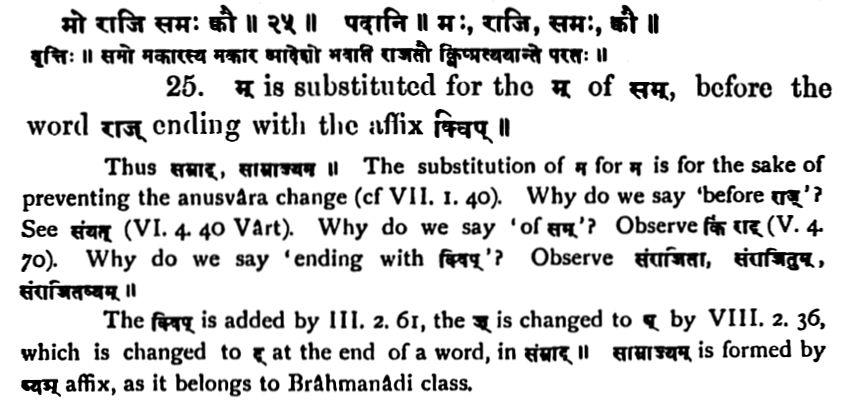 मो राजि समः क्वौ ॥ २५ ॥ पदानि ॥ मः, राजि, समः, क्वौ ॥
वृत्तिः ॥ समो मकारस्य मकार आदेशो भवति राजतौ क्विप्प्रत्ययान्ते परतः ॥
25. म् is substituted for the म् of सम्, before the
word राज् ending with the affix क्विप् ॥
Thus सम्राट्, साम्राज्यम ॥ The substitution of म for म is for the sake of
preventing the anusvâra change (cf VII. 1. 40). Why do we say 'before राज्'?
See संयत् (VI. 4. 40 Vârt). Why do we say 'of सम्'? Observe किं राट् (V. 4.
70). Why do we say 'ending with क्विप्'? Observe संराजिता, संराजितुम्,
संराजितव्यम् ॥
The क्विप् is added by III. 2. 61, the ज् is changed to ष् by VIII. 2. 36,
which is changed to ट् at the end of a word, in संम्राट् ॥ साम्राज्यम् is formed by
ष्यञ् affix, as it belongs to Brâhmanâdi class.